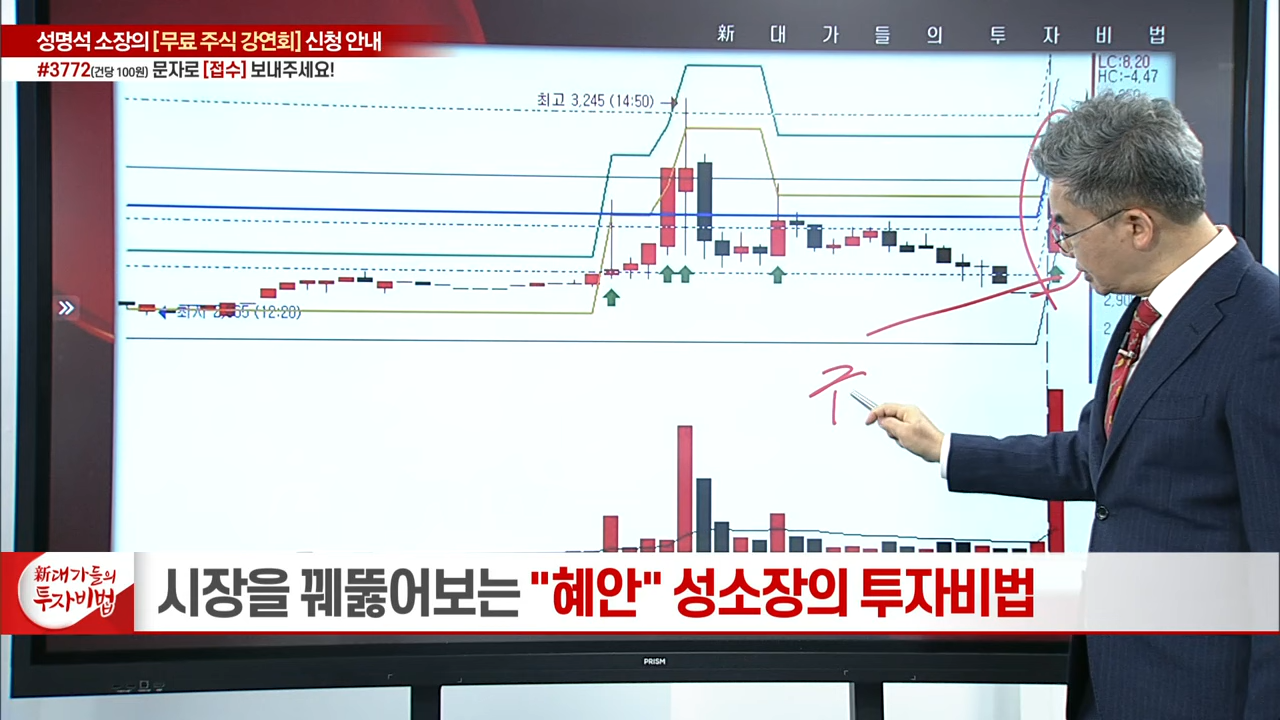 성명석 소장의 [무료 주식 강연회] 신청 안내
#3772(건당 100원) 문자로 [접수] 보내주세요!
新대가들의 투자비법
LC:8,20
HC:-4,47
최고 3,245 (14:50)
(12:20)
주
新대가들의
투자비법
시장을 꿰뚫어보는 "혜안" 성소장의 투자비법
PRISM